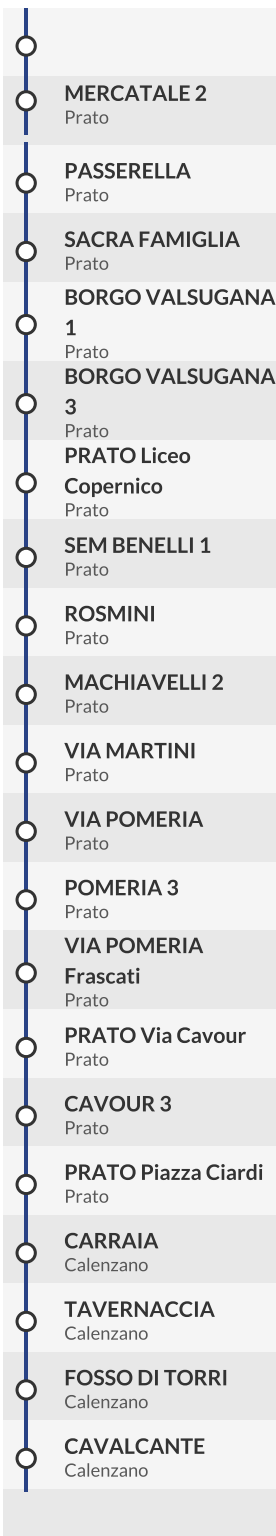 MERCATALE 2
Prato
PASSERELLA
Prato
SACRA FAMIGLIA
Prato
BORGO VALSUGANA
1
Prato
BORGO VALSUGANA
3
Prato
PRATO Liceo
Copernico
Prato
SEM BENELLI 1
Prato
ROSMINI
Prato
MACHIAVELLI 2
Prato
VIA MARTINI
Prato
VIA POMERIA
Prato
POMERIA 3
Prato
VIA POMERIA
Frascati
Prato
PRATO Via Cavour
Prato
CAVOUR 3
Prato
PRATO Piazza Ciardi
Prato
CARRAIA
Calenzano
TAVERNACCIA
Calenzano
FOSSO DI TORRI
Calenzano
CAVALCANTE
Calenzano